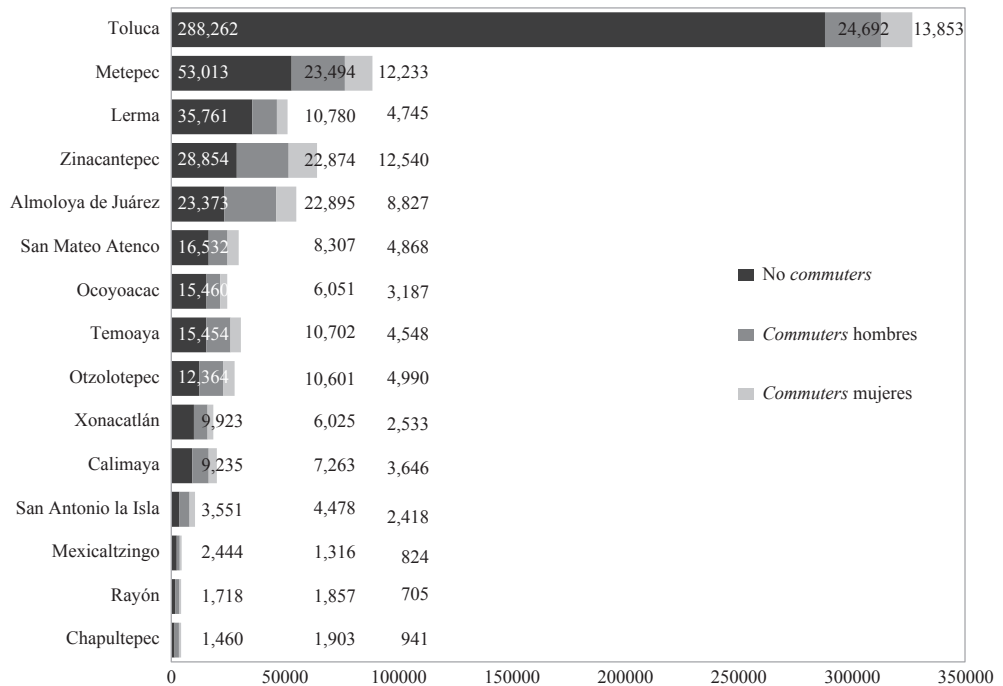 Toluca 288,262 24,692 13,853
Metepec 53,013 23,494 12,233
Lerma 35,761 10,780 4,745
Zinacantepec 28,854 22,874 12,540
Almoloya de Juárez 23,373 22,895 8,827
San Mateo Atenco 16,532 8,307 4,868
Ocoyoacac 15,460 6,051 3,187
Temoaya 15,454 10,702 4,548
Otzolotepec 12,364 10,601 4,990
Xonacatlán 9,923 6,025 2,533
Calimaya 9,235 7,263 3,646
San Antonio la Isla 3,551 4,478 2,418
Mexicaltzingo 2,444 1,316 824
Rayón 1,718 1,857 705
Chapultepec 1,460 1,903 941
0 50000 100000 150000 200000 250000 300000 350000
No commuters
Commuters hombres
Commuters mujeres